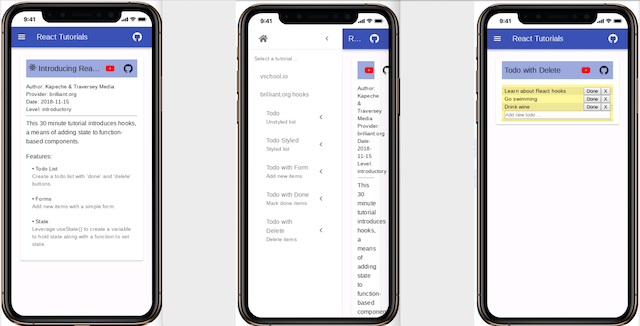 9:41
React Tutorials
Introducing Rea...
Author: Kapeche & Traversey Media
Provider: brilliant.org
Date: 2018-11-15
Level: introductory
This 30 minute tutorial introduces hooks,
a means of adding state to function-
based components.
Features:
• Todo List
Create a todo list with 'done' and 'delete'
buttons.
• Forms
Add new items with a simple form.
• State
Leverage useState() to create a variable
to hold state along with a function to set
state.
9:41
R...
Select a tutorial ...
vschool.io
brilliant.org hooks
Todo
Unstyled list
Todo Styled
Styled list
Todo with Form
Add new items
Todo with Done
Mark done items
Todo with
Delete
Delete items
Author:
Kapeche
&
Traversey
Media
Provider:
brilliant.org
Date:
2018-
11-15
Level:
introductory
This
30
minute
tutorial
introduces
hooks,
a
means
of
adding
state
to
function-
based
components.
9:41
React Tutorials
Todo with Delete
Learn about React hooks Done X
Go swimming Done X
Drink wine Done X
Add new todo ...